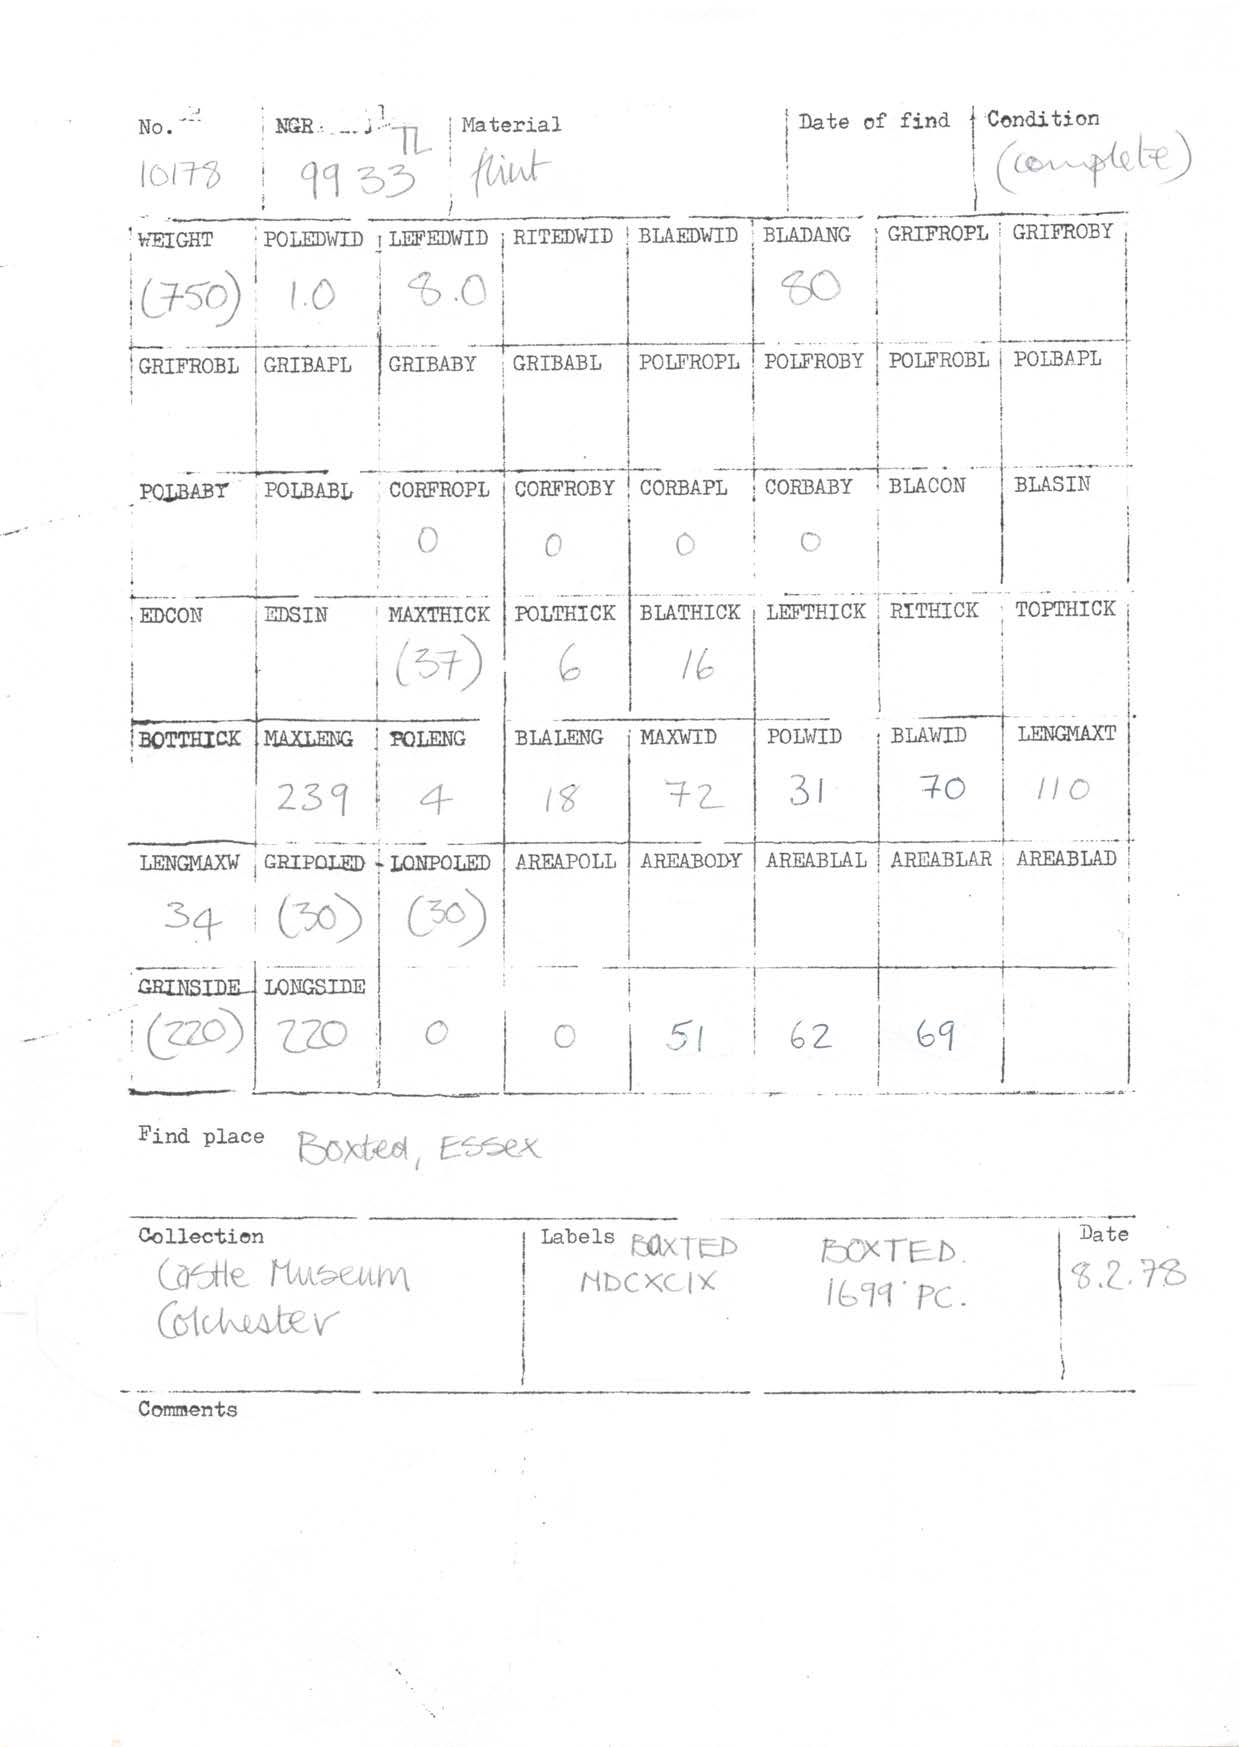 No. NGR. TL Material Date of find Condition
10178 99 33 flint (complete)
WEIGHT POLEDWID LEFEDWID RITEDWID BLAEDWID BLADANG GRIFROPL GRIFROBY
(750) 1.0 8.0 80
GRIFROBL GRIBAPL GRIBABY GRIBABL POLFROPL POLFROBY POLFROBL POLBAPL
POLBABY POLBABL CORFROPL CORFROBY CORBAPL CORBABY BLACON BLASIN
0 0 0 0
EDCON EDSIN MAXTHICK POLTHICK BLATHICK LEFTHICK RITHICK TOPTHICK
(37) 6 16
BOTTHICK MAXLENG POLENG BLALENG MAXWID POLWID BLAWID LENGMAXT
239 4 18 72 31 70 110
LENGMAXW GRIPOLED LONPOLED AREAPOLL AREABODY AREABLAL AREABLAR AREABLAD
34 (30) (30)
GRINSIDE LONGSIDE
(220) 220 0 0 51 62 69
Find place Boxted, Essex
Collection Labels BOXTED BOXTED. Date
Castle Museum MDCXCIX 1699 PC. 8.2.78
Colchester
Comments